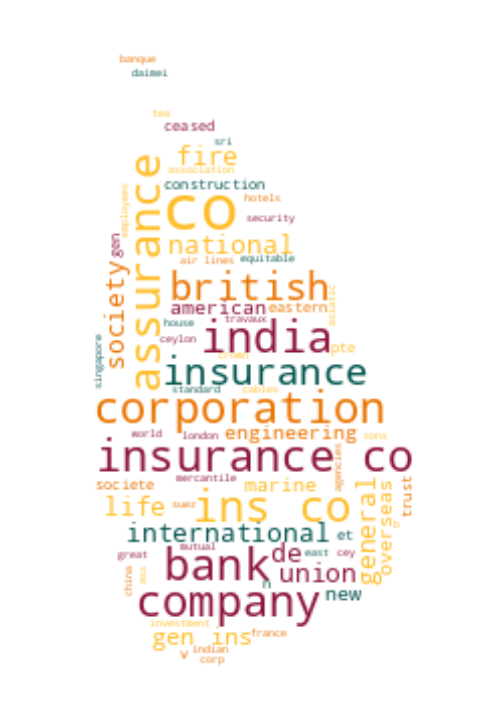 banque
daimei
tea
ceased
sri
fire
association
construction
assurance
co
employees
hotels
security
national
gen
air lines
equitable
society
british
asiatic
american
eastern
house
travaux
india
ceylon
singapore
crown
pte
insurance
standard
cables
corporation
world
london
engineering
sons
insurance co
agencies
mercantile
societe
marine
general
overseas
trust
life
suez
ins co
international
et
mutual
great
bank
de
east
cey
union
n
china
ass
company
new
investment
gen ins
france
v
indian
corp